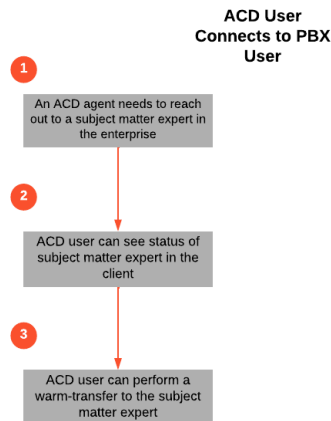 ACD User
Connects to PBX
User
1
An ACD agent needs to reach
out to a subject matter expert in
the enterprise
2
ACD user can see status of
subject matter expert in the
client
3
ACD user can perform a
warm-transfer to the subject
matter expert